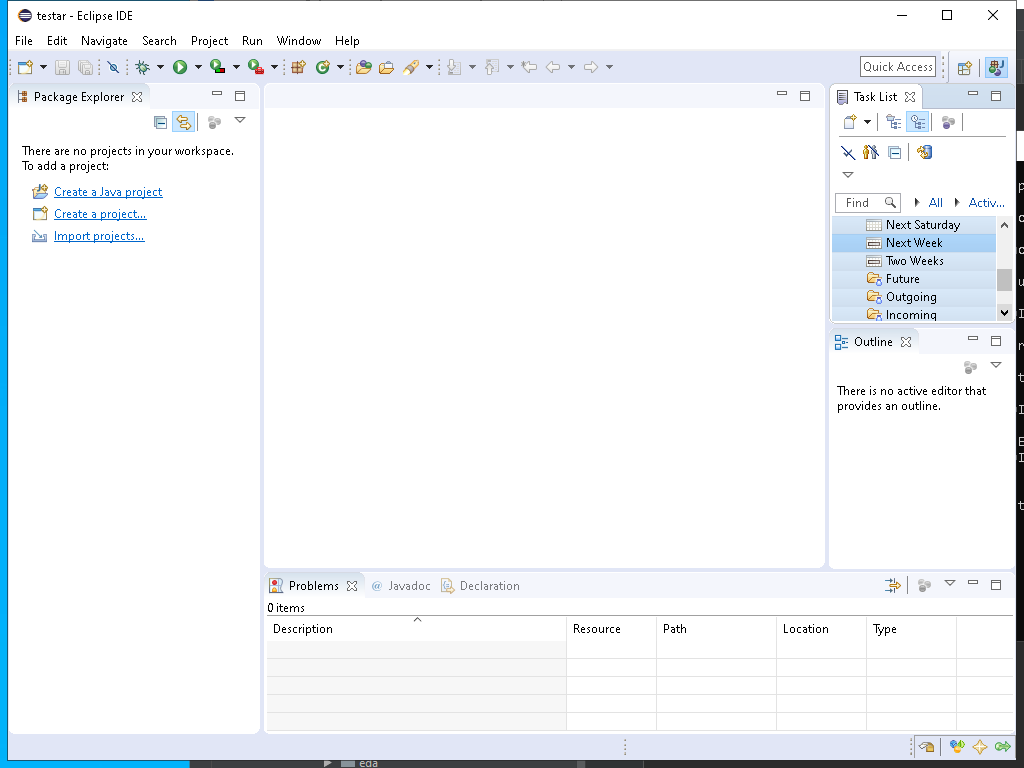 testar - Eclipse IDE
File Edit Navigate Search Project Run Window Help
Quick Access
Package Explorer
There are no projects in your workspace.
To add a project:
Create a Java project
Create a project...
Import projects...
Task List
Find All Activ...
Next Saturday
Next Week
Two Weeks
Future
Outgoing
Incoming
Outline
There is no active editor that
provides an outline.
Problems @ Javadoc Declaration
0 items
Description Resource Path Location Type
eda